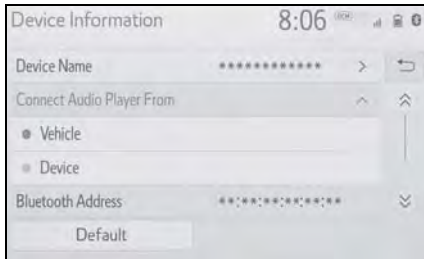 Device Information 8:06
Device Name ************ >
Connect Audio Player From
Vehicle
Device
Bluetooth Address **:**:**:**:**:**
Default